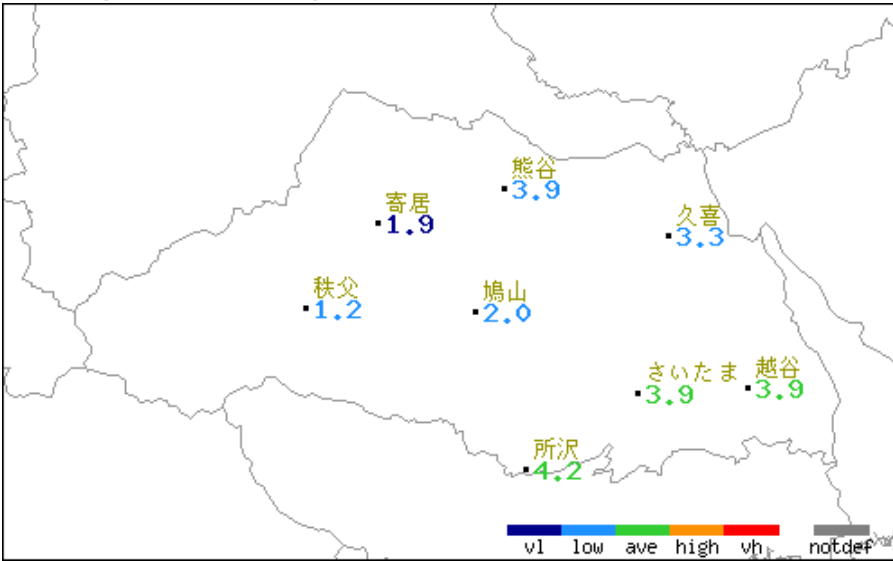 熊谷
3.9
寄居
1.9
久喜
3.3
秩父
1.2
鳩山
2.0
さいたま
3.9
越谷
3.9
所沢
4.2
vl low ave high vh notdef